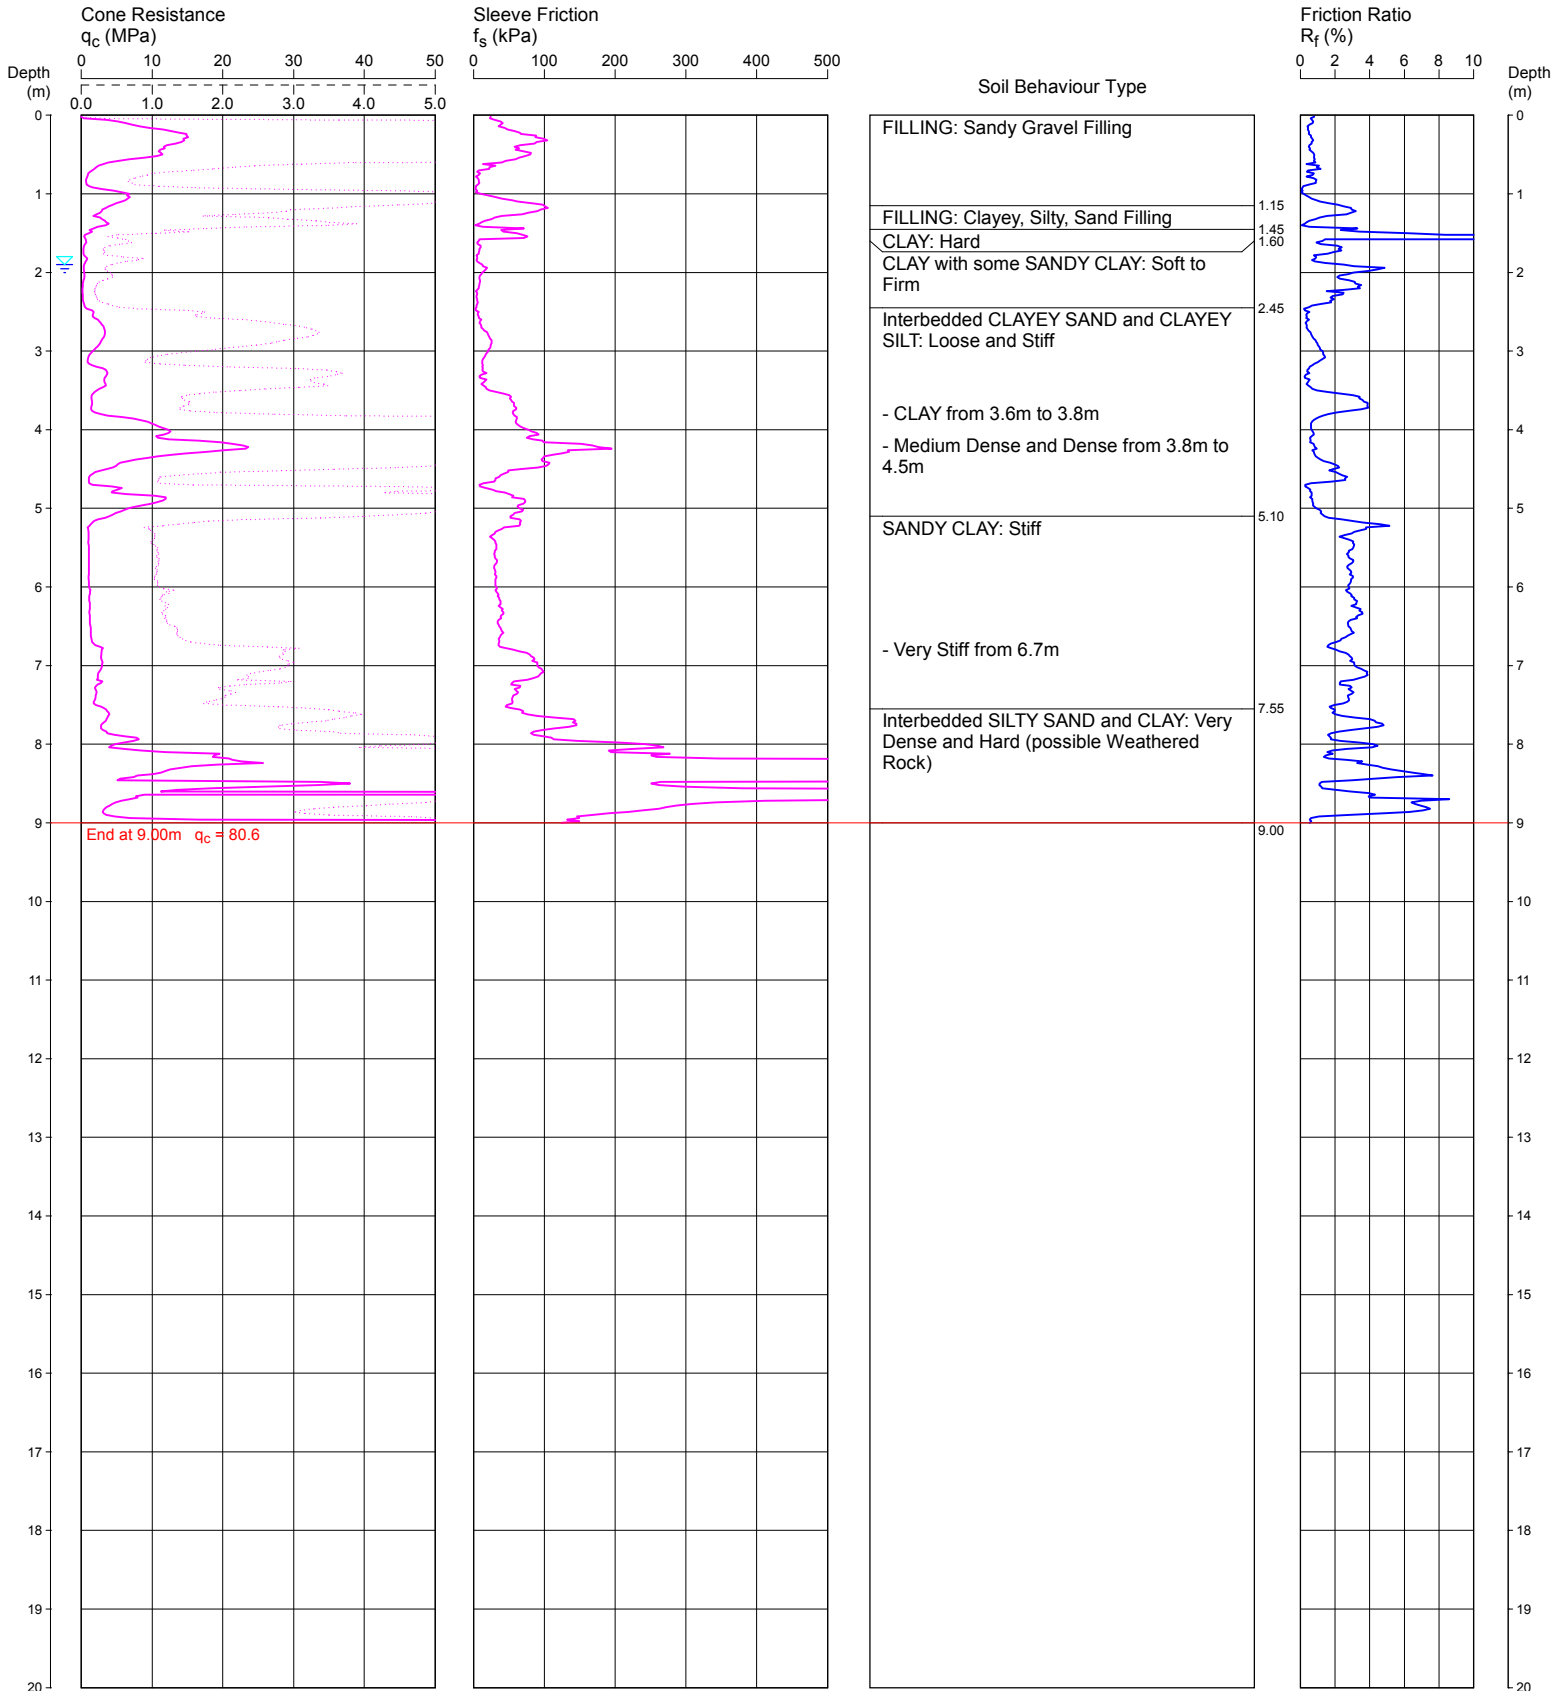 Cone Resistance
qc (MPa)
Sleeve Friction
fs (kPa)
Friction Ratio
Rf (%)
Depth
(m)
0 10 20 30 40 50
0.0 1.0 2.0 3.0 4.0 5.0
0 100 200 300 400 500
Soil Behaviour Type
0 2 4 6 8 10
Depth
(m)
0 0
FILLING: Sandy Gravel Filling
1 1
1.15
FILLING: Clayey, Silty, Sand Filling
1.45
CLAY: Hard
1.60
CLAY with some SANDY CLAY: Soft to
Firm
2 2
2.45
Interbedded CLAYEY SAND and CLAYEY
SILT: Loose and Stiff
3 3
- CLAY from 3.6m to 3.8m
4 4
- Medium Dense and Dense from 3.8m to
4.5m
5 5
5.10
SANDY CLAY: Stiff
6 6
- Very Stiff from 6.7m
7 7
7.55
Interbedded SILTY SAND and CLAY: Very
Dense and Hard (possible Weathered
Rock)
8 8
9 9
End at 9.00m qc = 80.6
9.00
10 10
11 11
12 12
13 13
14 14
15 15
16 16
17 17
18 18
19 19
20 20